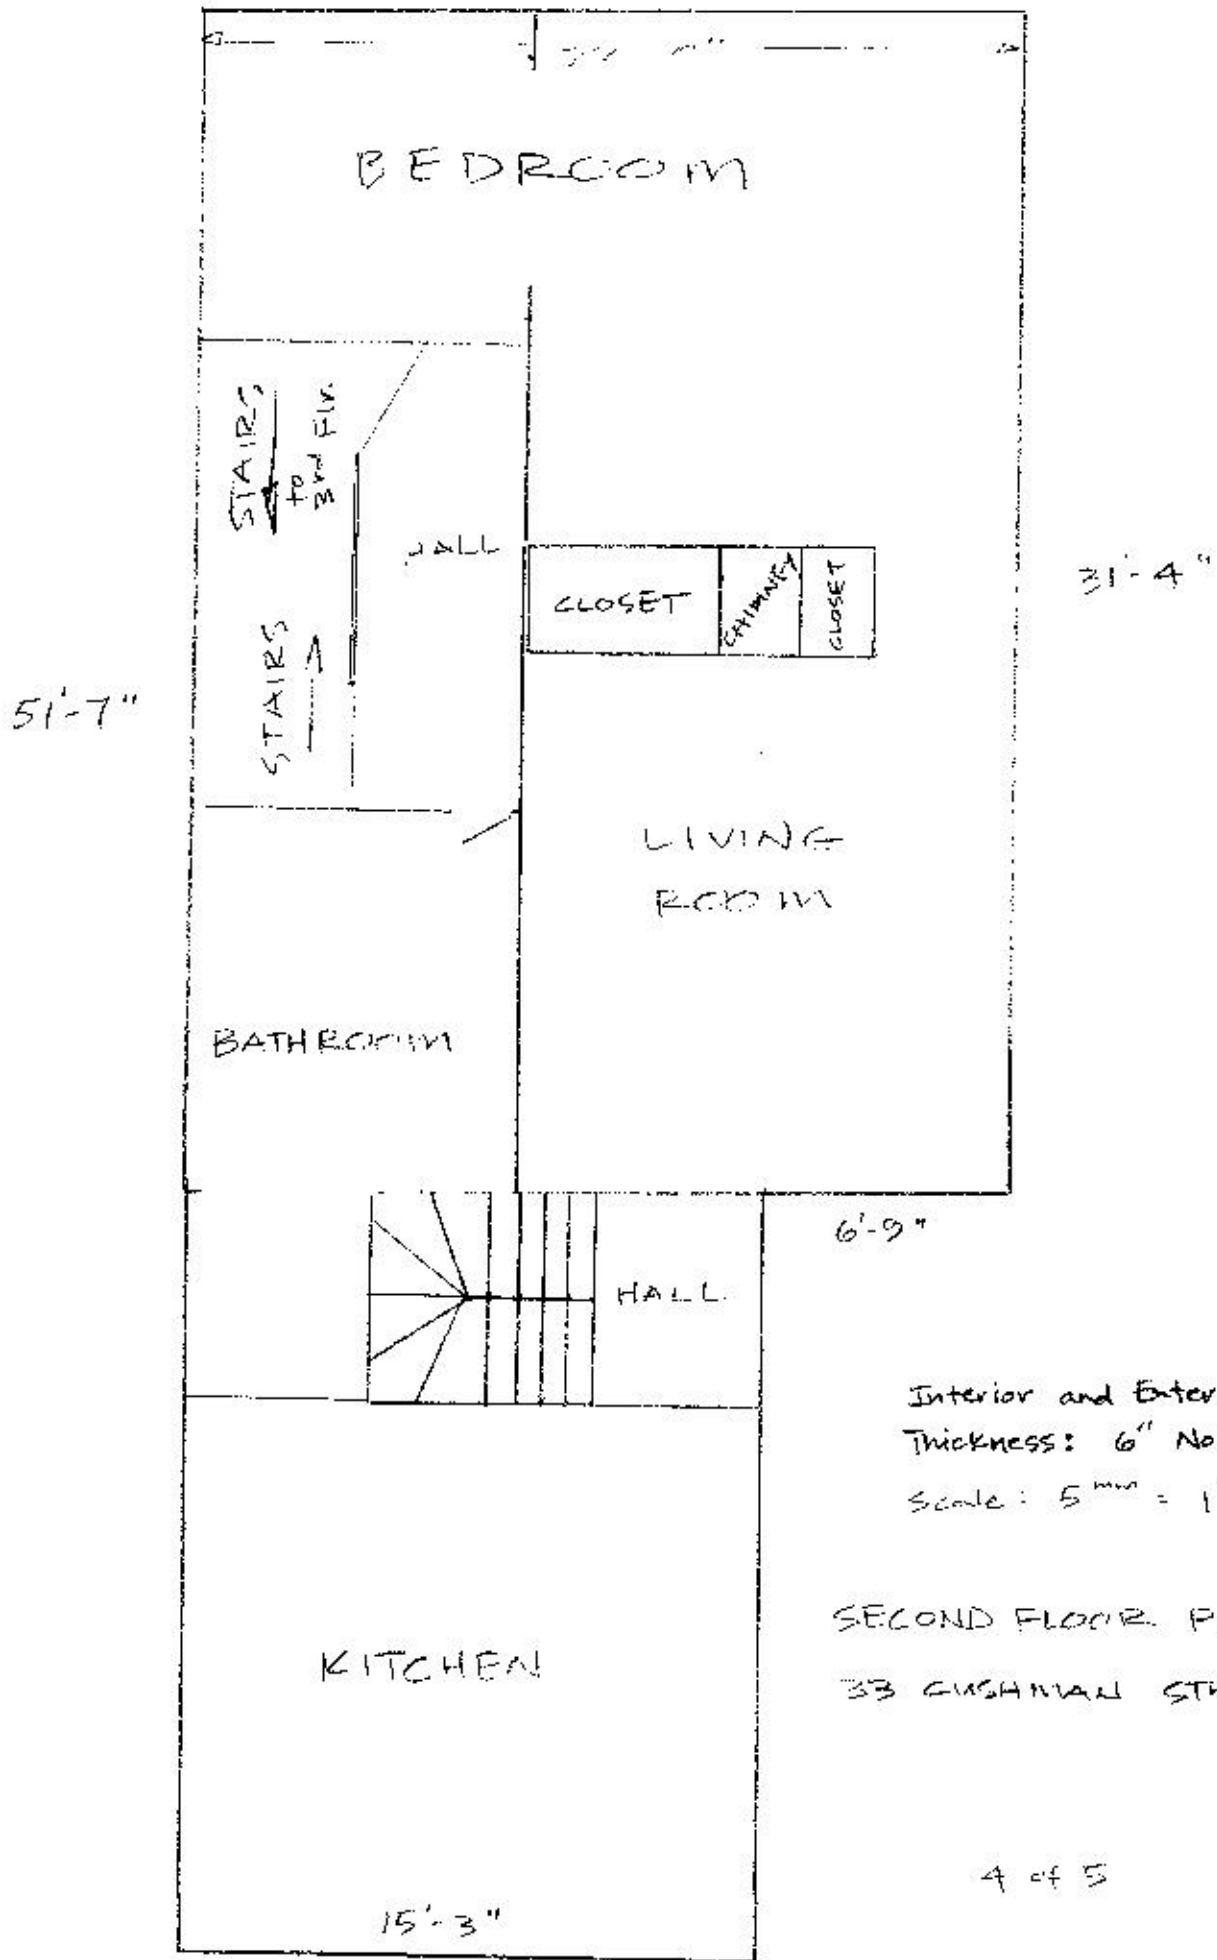 BEDROOM
STAIRS
to
3rd Flr.
HALL
CLOSET
CHIMNEY
CLOSET
31'-4"
STAIRS
51'-7"
LIVING
ROOM
BATHROOM
6'-9"
HALL
Interior and Exter
Thickness: 6" No
Scale: 5mm = 1
SECOND FLOOR P
KITCHEN
33 CUSHMAN ST
4 of 5
15'-3"